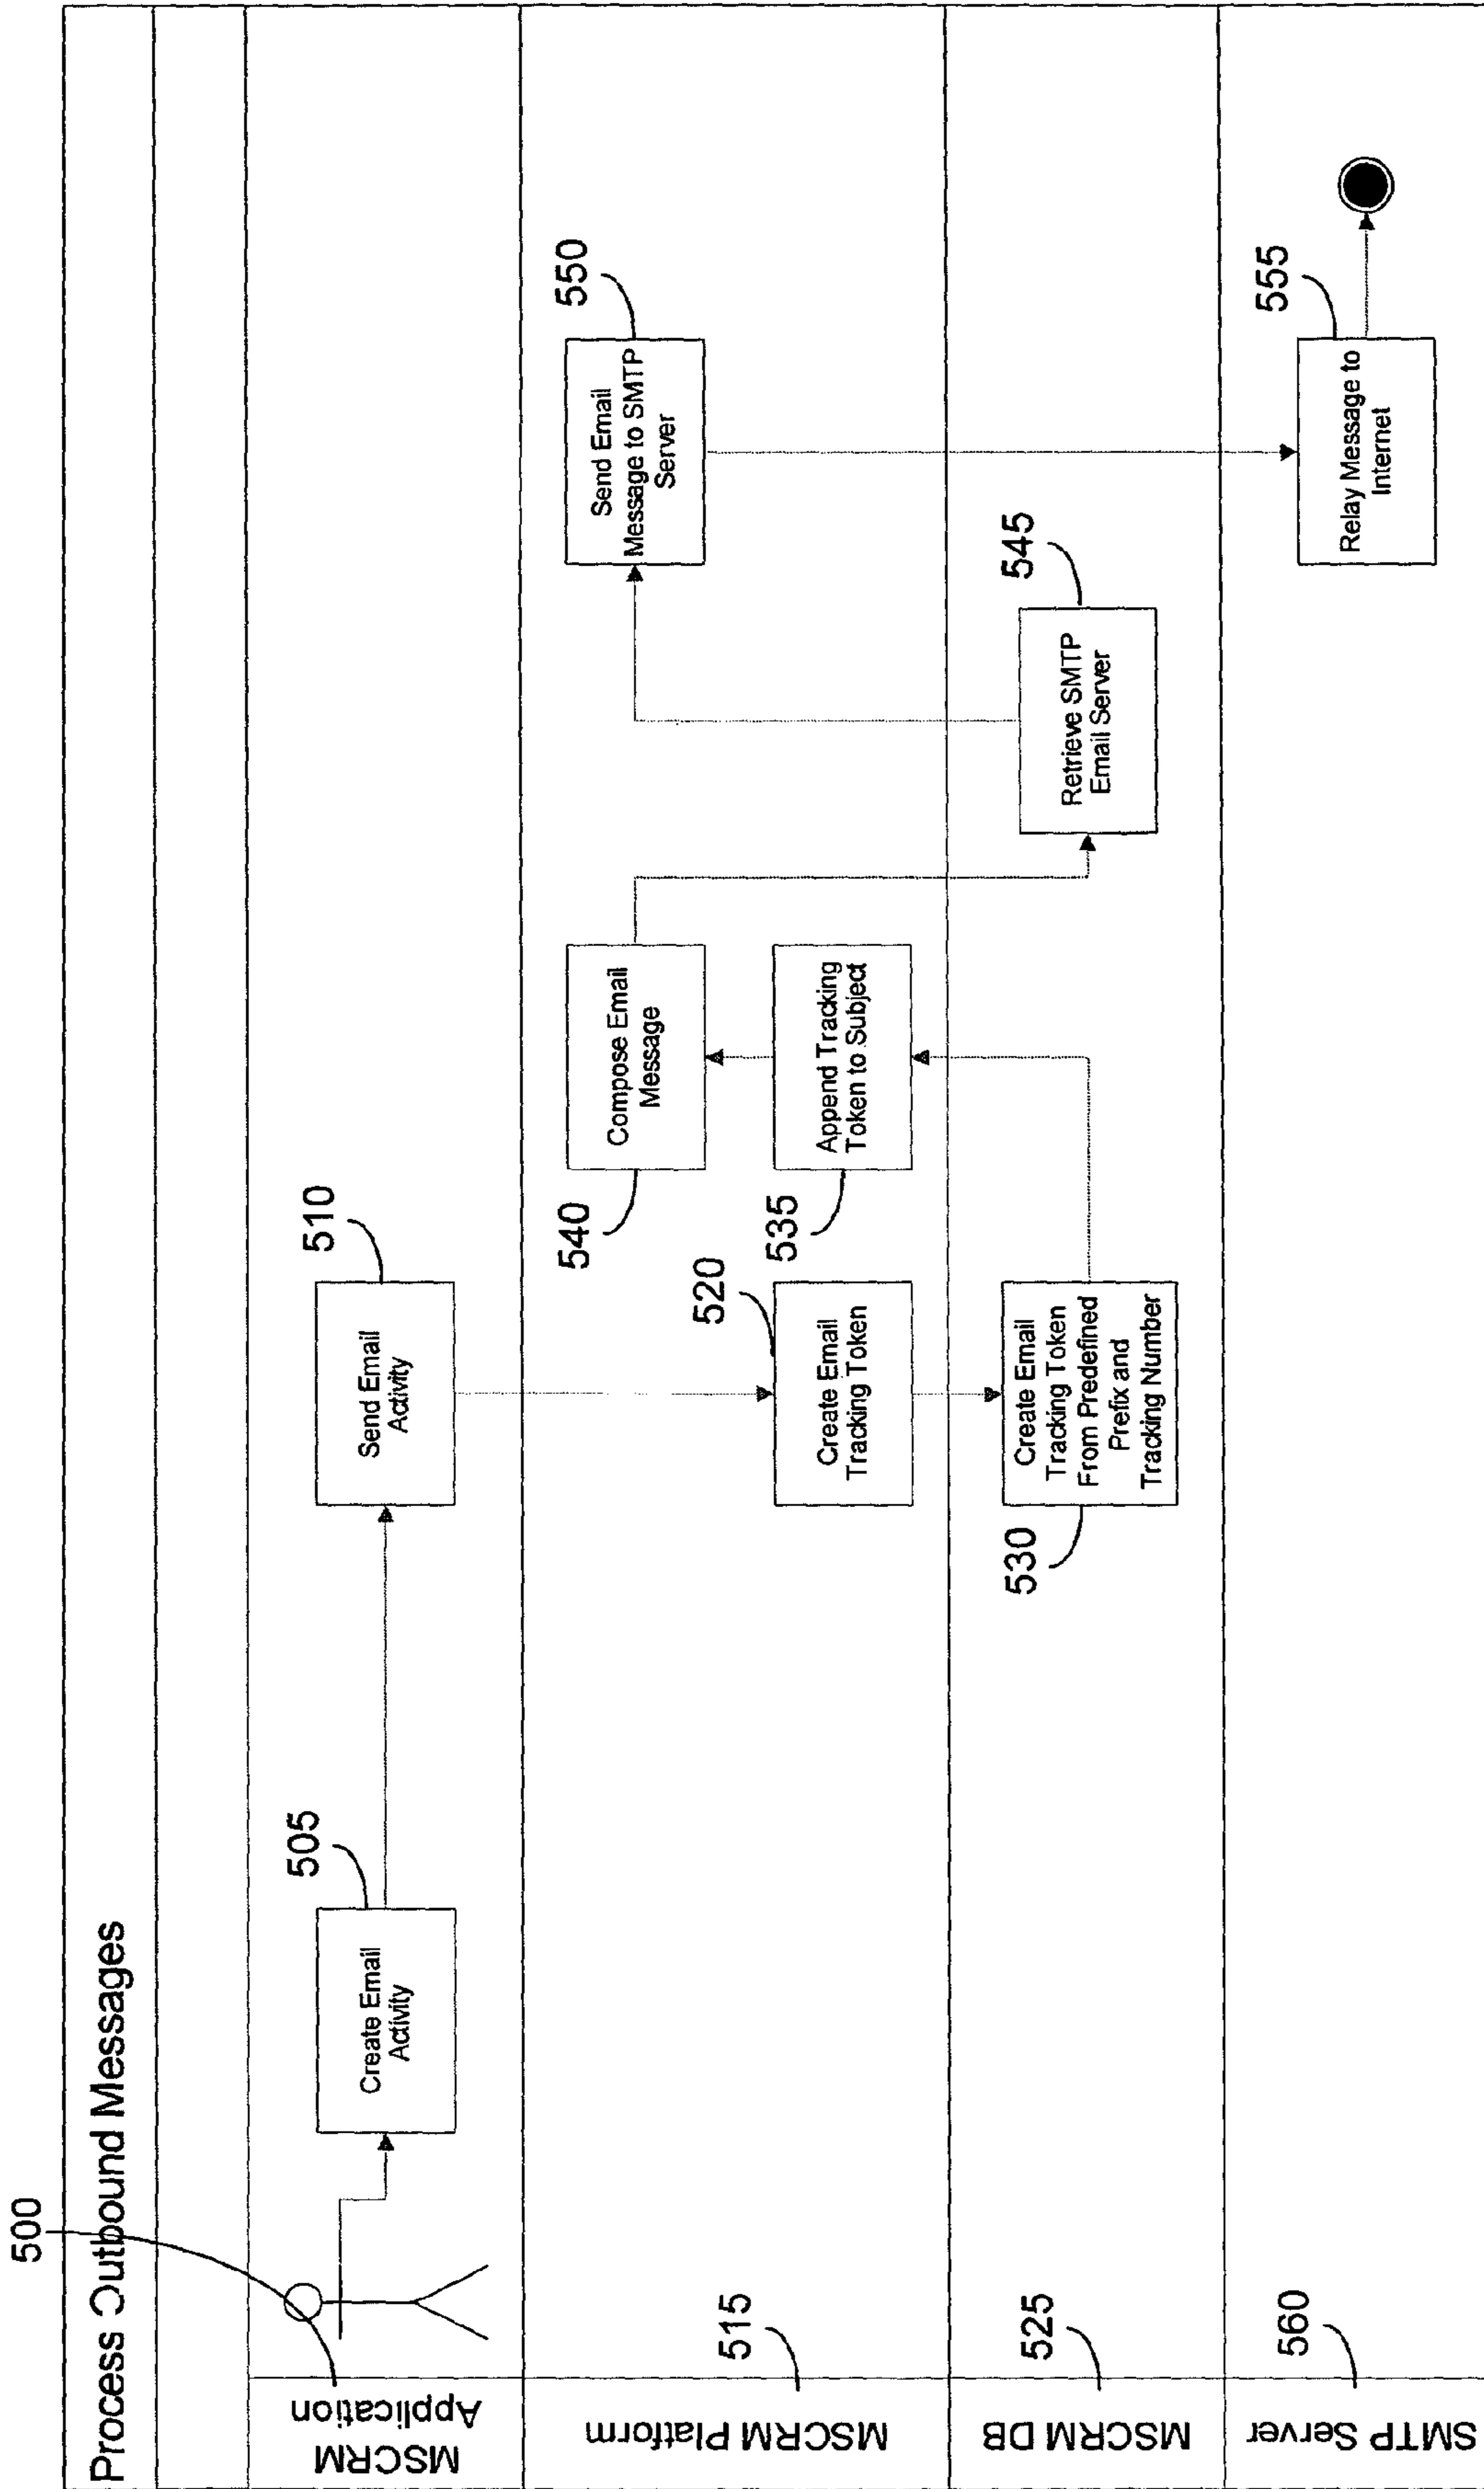 Process Outbound Messages
500
MSCRM
Application
505
Create Email
Activity
510
Send Email
Activity
MSCRM Platform
515
520
Create Email
Tracking Token
535
Append Tracking
Token to Subject
540
Compose Email
Message
550
Send Email
Message to SMTP
Server
MSCRM DB
525
530
Create Email
Tracking Token
From Predefined
Prefix and
Tracking Number
545
Retrieve SMTP
Email Server
SMTP Server
560
555
Relay Message to
Internet